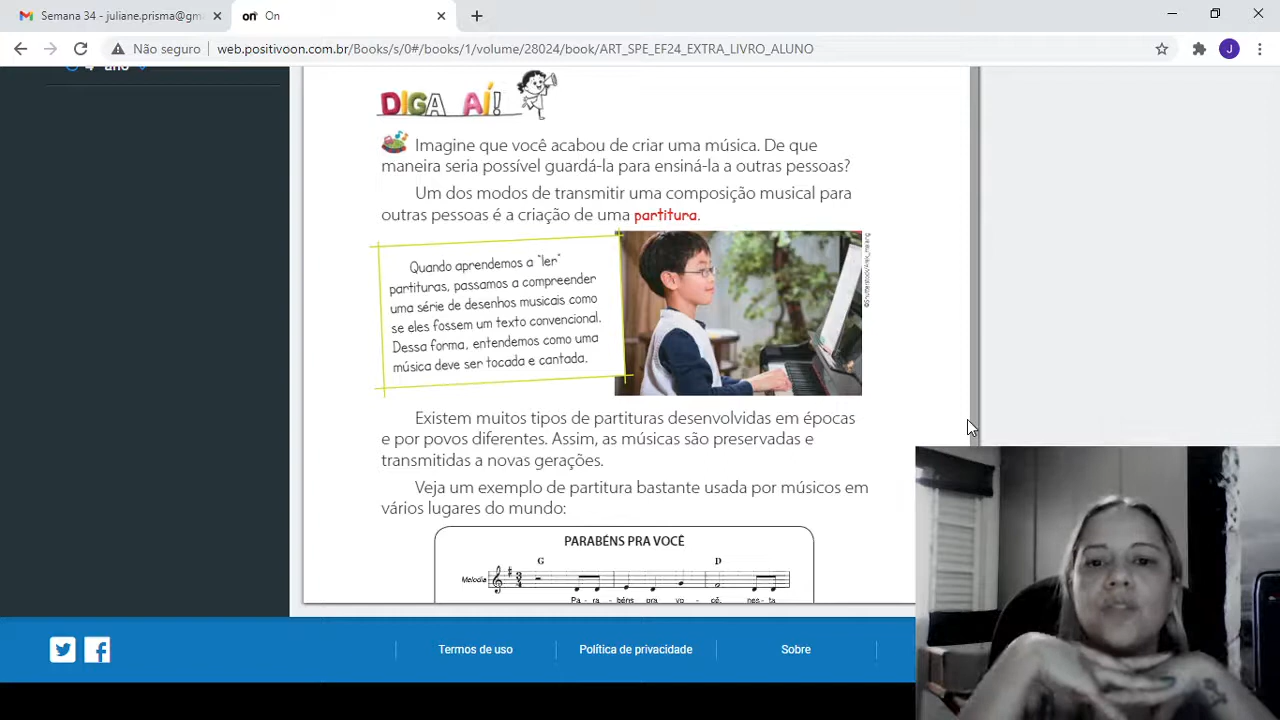 Semana 34 - juliane.prisma@gma
On
Não seguro
web.positivoon.com.br/Books/s/0#/books/1/volume/28024/book/ART_SPE_EF24_EXTRA_LIVRO_ALUNO
J
4º ano
DIGA AÍ!
Imagine que você acabou de criar uma música. De que
maneira seria possível guardá-la para ensiná-la a outras pessoas?
Um dos modos de transmitir uma composição musical para
outras pessoas é a criação de uma partitura.
Quando aprendemos a "ler"
partituras, passamos a compreender
uma série de desenhos musicais como
se eles fossem um texto convencional.
Dessa forma, entendemos como uma
música deve ser tocada e cantada.
Existem muitos tipos de partituras desenvolvidas em épocas
e por povos diferentes. Assim, as músicas são preservadas e
transmitidas a novas gerações.
Veja um exemplo de partitura bastante usada por músicos em
vários lugares do mundo:
PARABÉNS PRA VOCÊ
G D
Melodia 3 4
Pa - ra - béns pra vo - cê, nes - ta
Termos de uso
Política de privacidade
Sobre